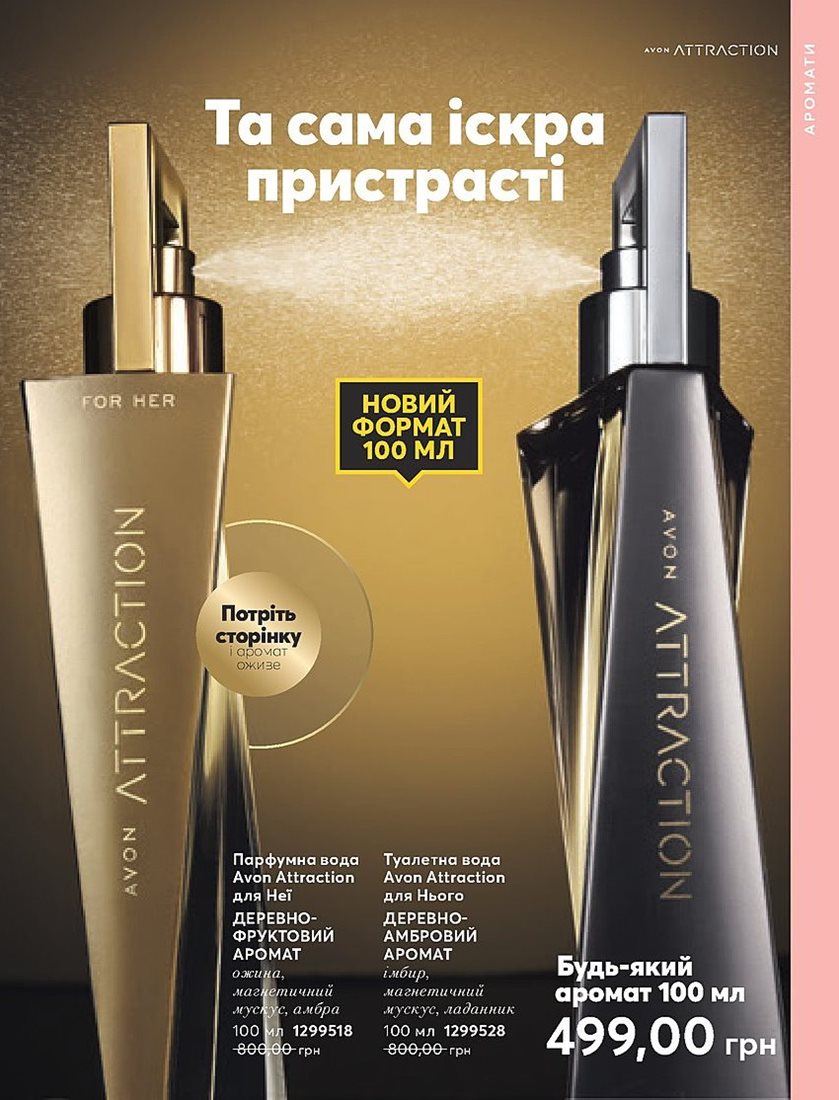 AVON ATTRACTION
АРОМАТИ
Та сама іскра
пристрасті
FOR HER
НОВИЙ
ФОРМАТ
100 МЛ
AVON ATTRACTION
AVON ATTRACTION
Потріть
сторінку
і аромат
оживе
Парфумна вода
Avon Attraction
для Неї
ДЕРЕВНО-
ФРУКТОВИЙ
АРОМАТ
ожина,
магнетичний
мускус, амбра
100 мл 1299518
800,00 грн
Туалетна вода
Avon Attraction
для Нього
ДЕРЕВНО-
АМБРОВИЙ
АРОМАТ
імбир,
магнетичний
мускус, ладанник
100 мл 1299528
800,00 грн
Будь-який
аромат 100 мл
499,00 грн